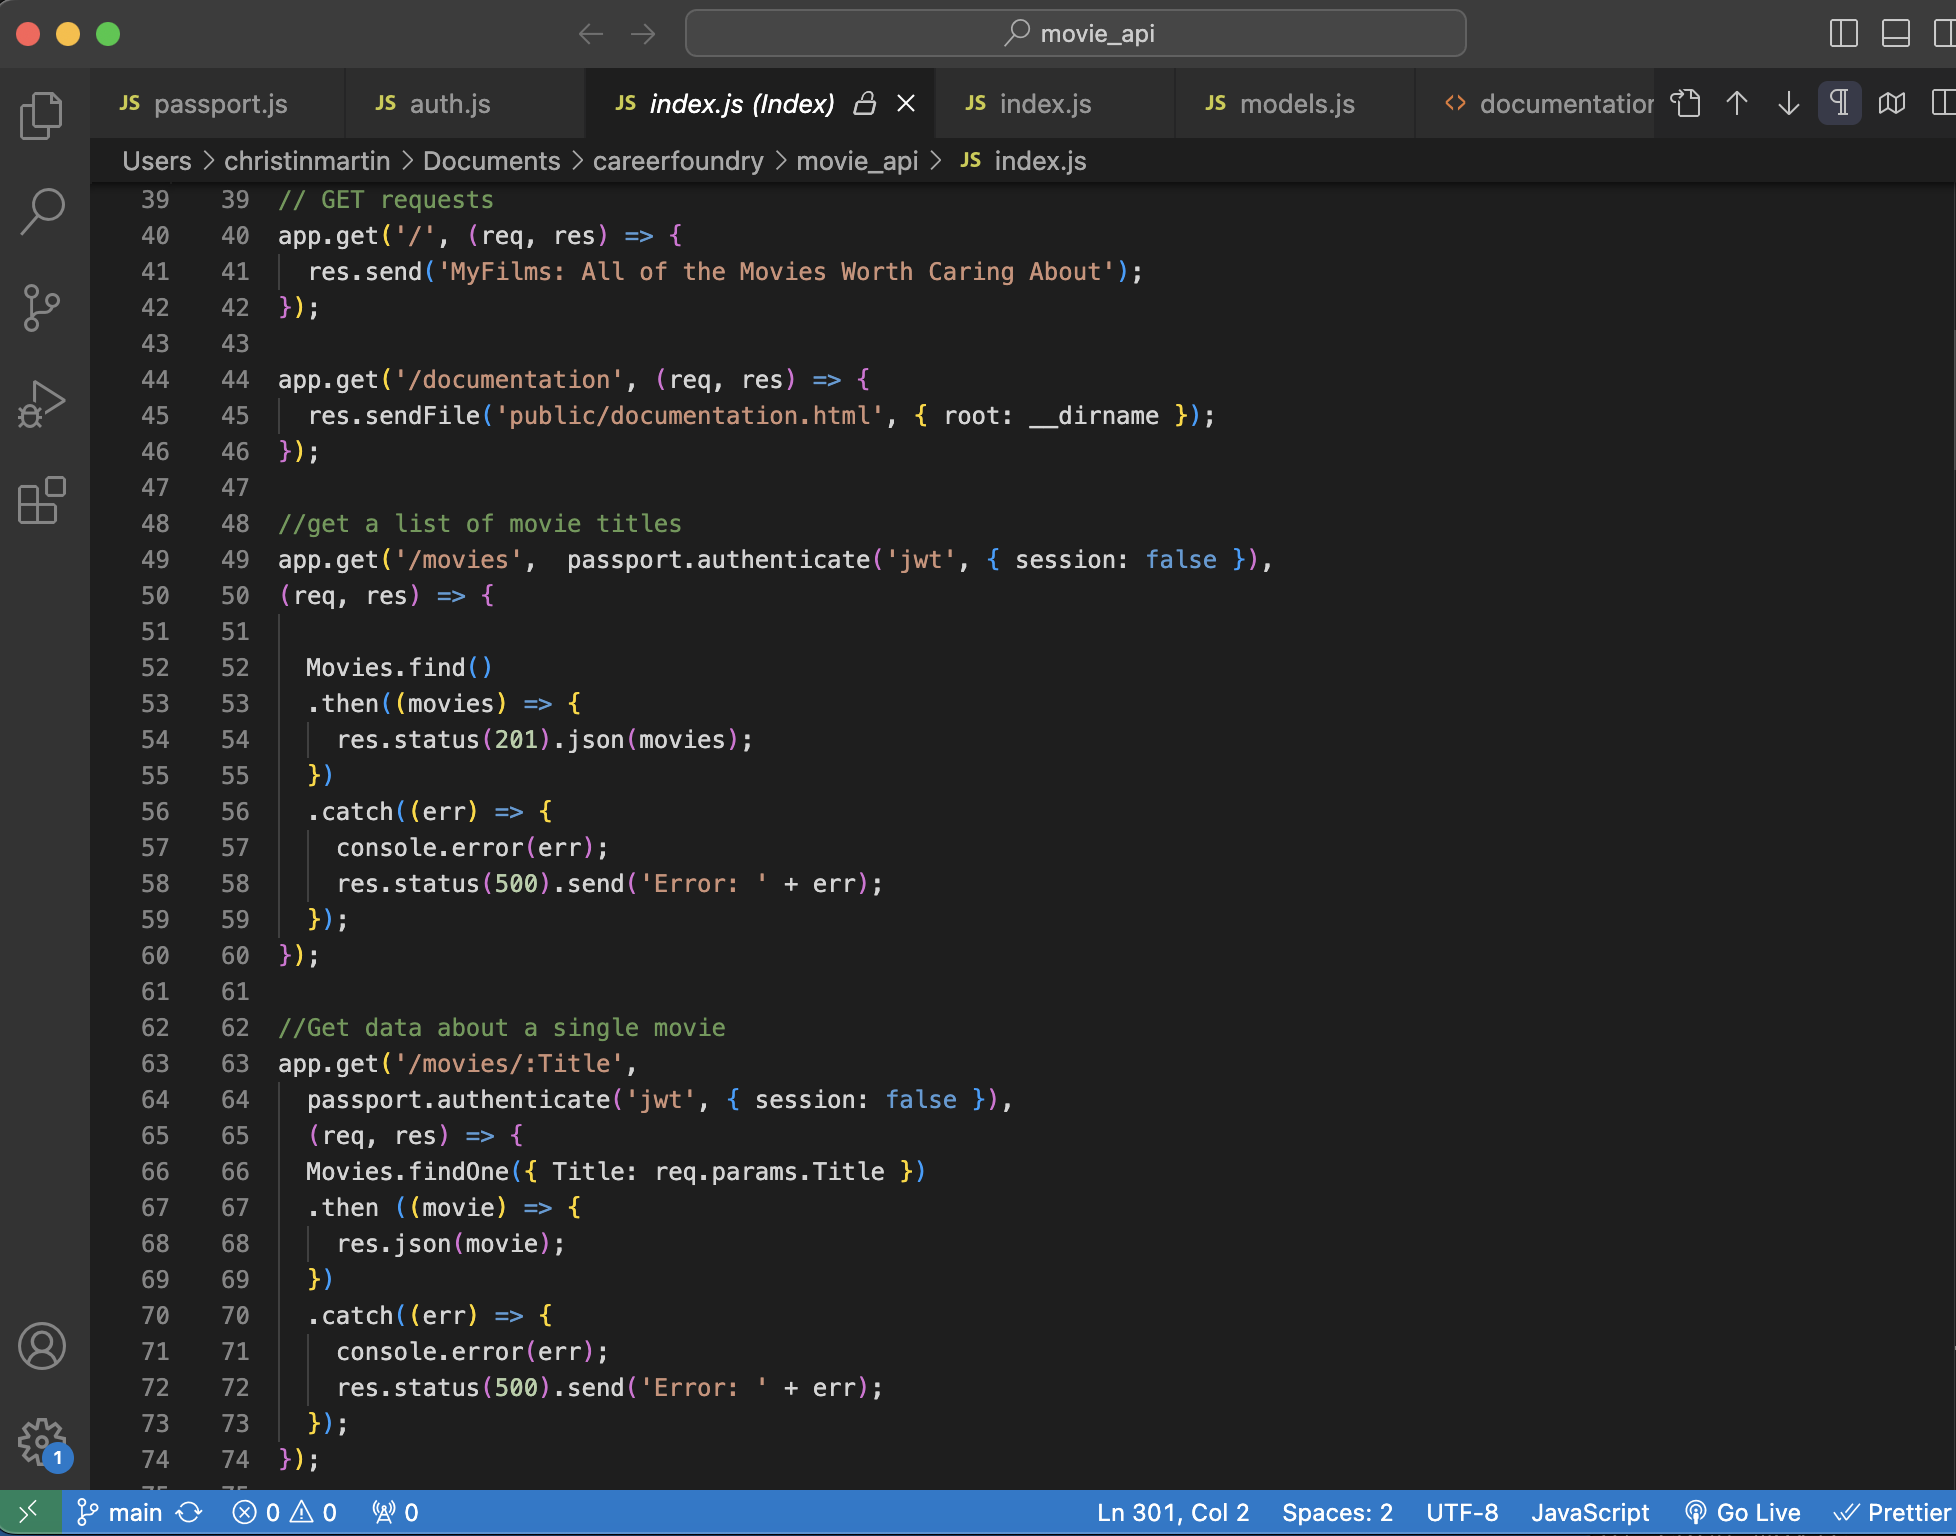 movie_api
JS passport.js JS auth.js JS index.js (Index) JS index.js JS models.js <> documentation
Users > christinmartin > Documents > careerfoundry > movie_api > JS index.js
39 39 // GET requests
40 40 app.get('/', (req, res) => {
41 41 res.send('MyFilms: All of the Movies Worth Caring About');
42 42 });
43 43
44 44 app.get('/documentation', (req, res) => {
45 45 res.sendFile('public/documentation.html', { root: __dirname });
46 46 });
47 47
48 48 //get a list of movie titles
49 49 app.get('/movies',  passport.authenticate('jwt', { session: false }),
50 50 (req, res) => {
51 51
52 52 Movies.find()
53 53 .then((movies) => {
54 54 res.status(201).json(movies);
55 55 })
56 56 .catch((err) => {
57 57 console.error(err);
58 58 res.status(500).send('Error: ' + err);
59 59 });
60 60 });
61 61
62 62 //Get data about a single movie
63 63 app.get('/movies/:Title',
64 64 passport.authenticate('jwt', { session: false }),
65 65 (req, res) => {
66 66 Movies.findOne({ Title: req.params.Title })
67 67 .then ((movie) => {
68 68 res.json(movie);
69 69 })
70 70 .catch((err) => {
71 71 console.error(err);
72 72 res.status(500).send('Error: ' + err);
73 73 });
74 74 });
1
main 0 0 0 Ln 301, Col 2 Spaces: 2 UTF-8 JavaScript Go Live Prettier